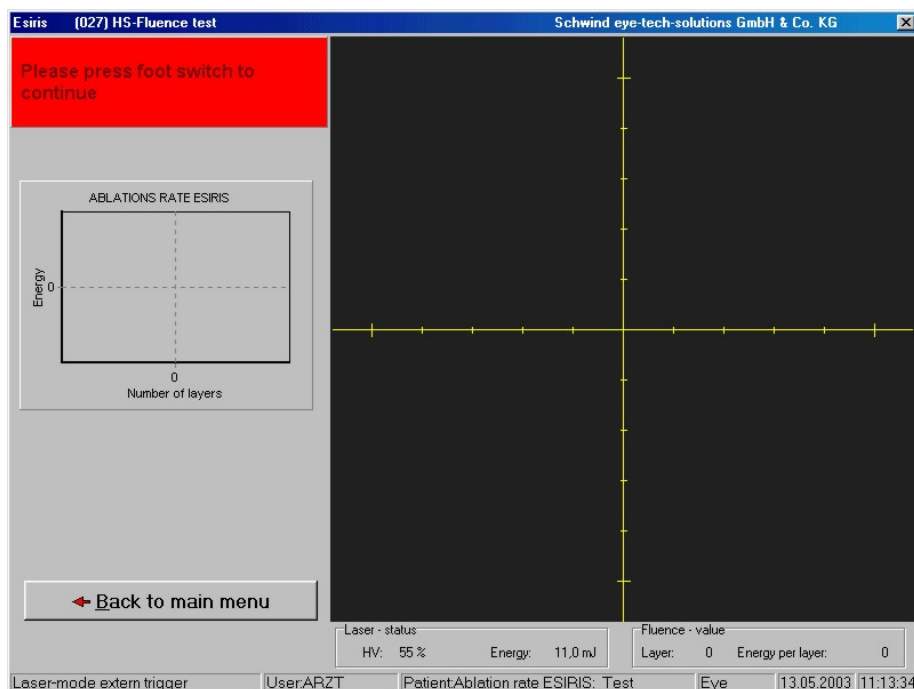 Esiris (027) HS-Fluence test Schwind eye-tech-solutions GmbH & Co. KG
Please press foot switch to
continue
ABLATIONS RATE ESIRIS
Energy
0
0
Number of layers
Back to main menu
Laser - status
HV: 55 % Energy: 11,0 mJ
Fluence - value
Layer: 0 Energy per layer: 0
Laser-mode extern trigger User:ARZT Patient:Ablation rate ESIRIS: Test Eye 13.05.2003 11:13:34